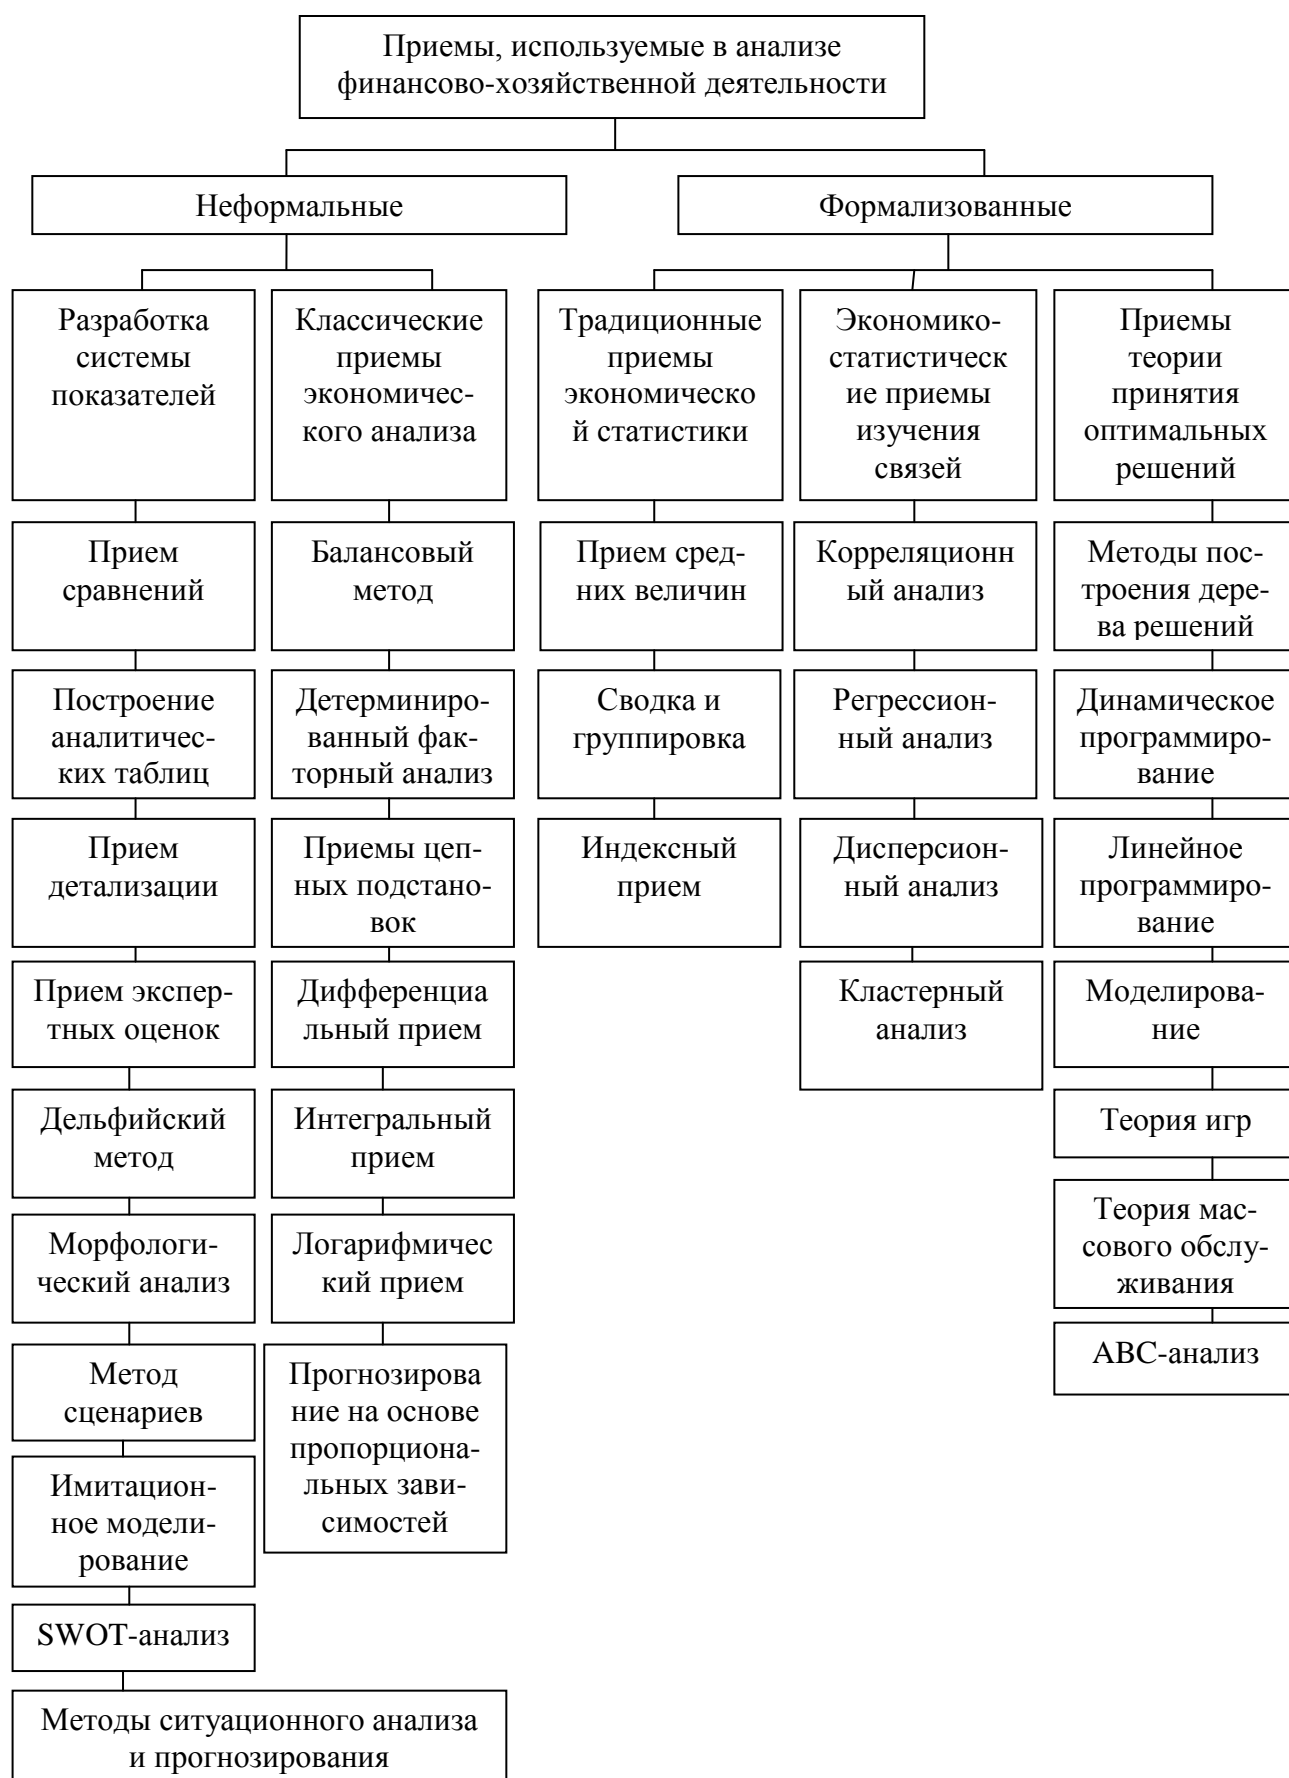 Приемы, используемые в анализе
финансово-хозяйственной деятельности
Неформальные
Формализованные
Разработка
системы
показателей
Классические
приемы
экономичес-
кого анализа
Традиционные
приемы
экономическо
й статистики
Экономико-
статистическ
ие приемы
изучения
связей
Приемы
теории
принятия
оптимальных
решений
Прием
сравнений
Балансовый
метод
Прием сред-
них величин
Корреляционн
ый анализ
Методы пос-
троения дере-
ва решений
Построение
аналитичес-
ких таблиц
Детерминиро-
ванный фак-
торный анализ
Сводка и
группировка
Регрессион-
ный анализ
Динамическое
программиро-
вание
Прием
детализации
Приемы цеп-
ных подстано-
вок
Индексный
прием
Дисперсион-
ный анализ
Линейное
программиро-
вание
Прием экспер-
тных оценок
Дифференциа
льный прием
Кластерный
анализ
Моделирова-
ние
Дельфийский
метод
Интегральный
прием
Теория игр
Морфологи-
ческий анализ
Логарифмичес
кий прием
Теория мас-
сового обслу-
живания
Метод
сценариев
Прогнозирова
ние на основе
пропорциона-
льных зави-
симостей
ABC-анализ
Имитацион-
ное модели-
рование
SWOT-анализ
Методы ситуационного анализа
и прогнозирования